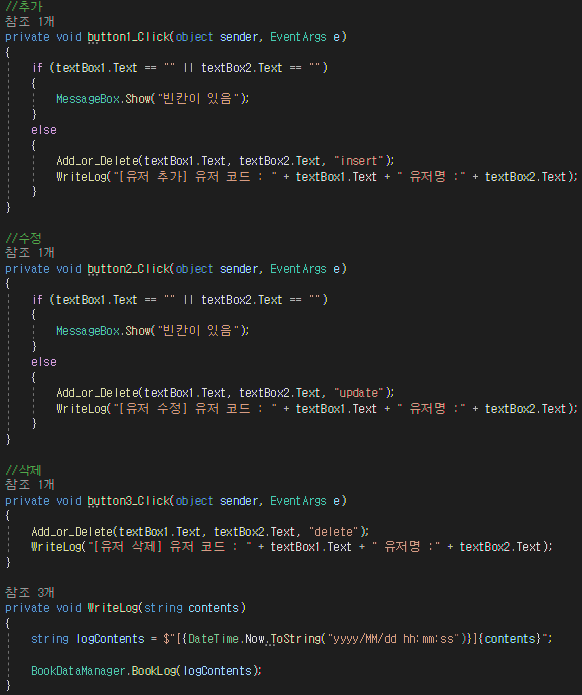 //추가
참조 1개
private void button1_Click(object sender, EventArgs e)
{
if (textBox1.Text == "" || textBox2.Text == "")
{
MessageBox.Show("빈칸이 있음");
}
else
{
Add_or_Delete(textBox1.Text, textBox2.Text, "insert");
WriteLog("[유저 추가] 유저 코드 : " + textBox1.Text + " 유저명 :" + textBox2.Text);
}
}
//수정
참조 1개
private void button2_Click(object sender, EventArgs e)
{
if (textBox1.Text == "" || textBox2.Text == "")
{
MessageBox.Show("빈칸이 있음");
}
else
{
Add_or_Delete(textBox1.Text, textBox2.Text, "update");
WriteLog("[유저 수정] 유저 코드 : " + textBox1.Text + " 유저명 :" + textBox2.Text);
}
}
//삭제
참조 1개
private void button3_Click(object sender, EventArgs e)
{
Add_or_Delete(textBox1.Text, textBox2.Text, "delete");
WriteLog("[유저 삭제] 유저 코드 : " + textBox1.Text + " 유저명 :" + textBox2.Text);
}
참조 3개
private void WriteLog(string contents)
{
string logContents = $"[{DateTime.Now.ToString("yyyy/MM/dd hh:mm:ss")}]{contents}";
BookDataManager.BookLog(logContents);
}